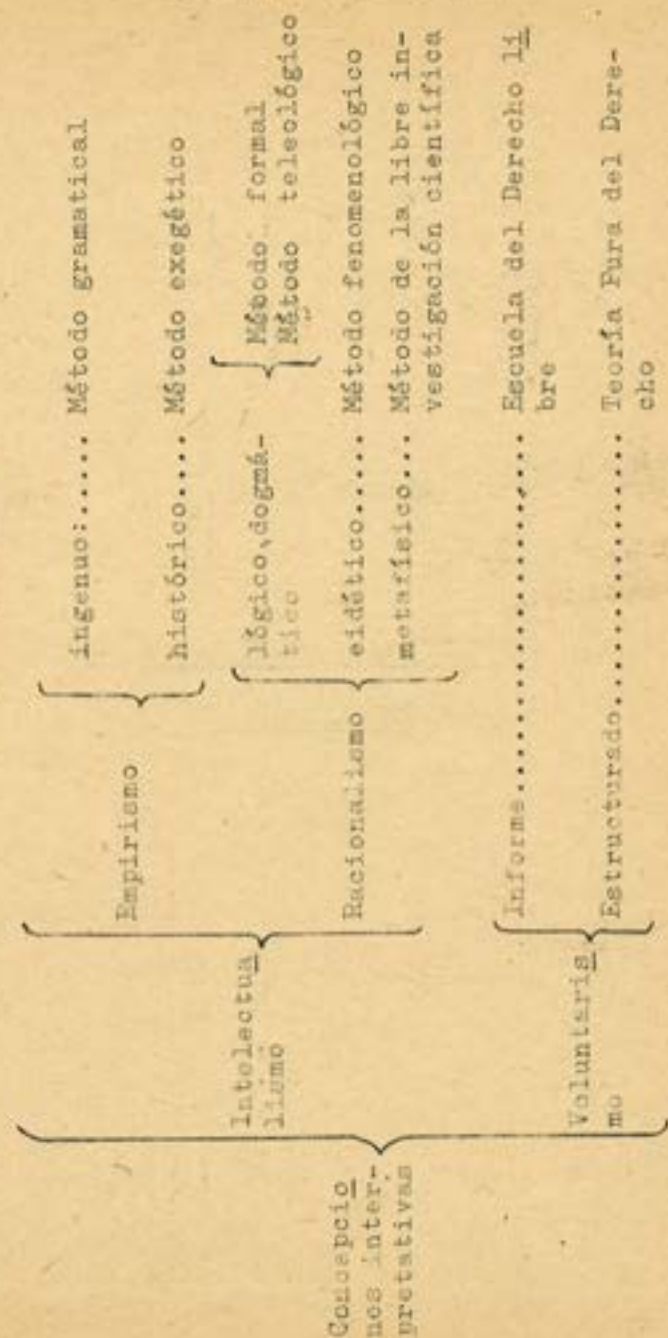 Concepcio
nes inter-
pretativas
Intelectua
lismo
Empirismo
ingenuo:..... Método gramatical
histórico.... Método exegético
Racionalismo
lógico,dogmá-
tico
Método formal
Método teleológico
eidético..... Método fenomenológico
metafísico... Método de la libre in-
vestigación científica
Voluntaris
mo
Informe...................... Escuela del Derecho li
bre
Estructurado.................. Teoría Pura del Dere-
cho